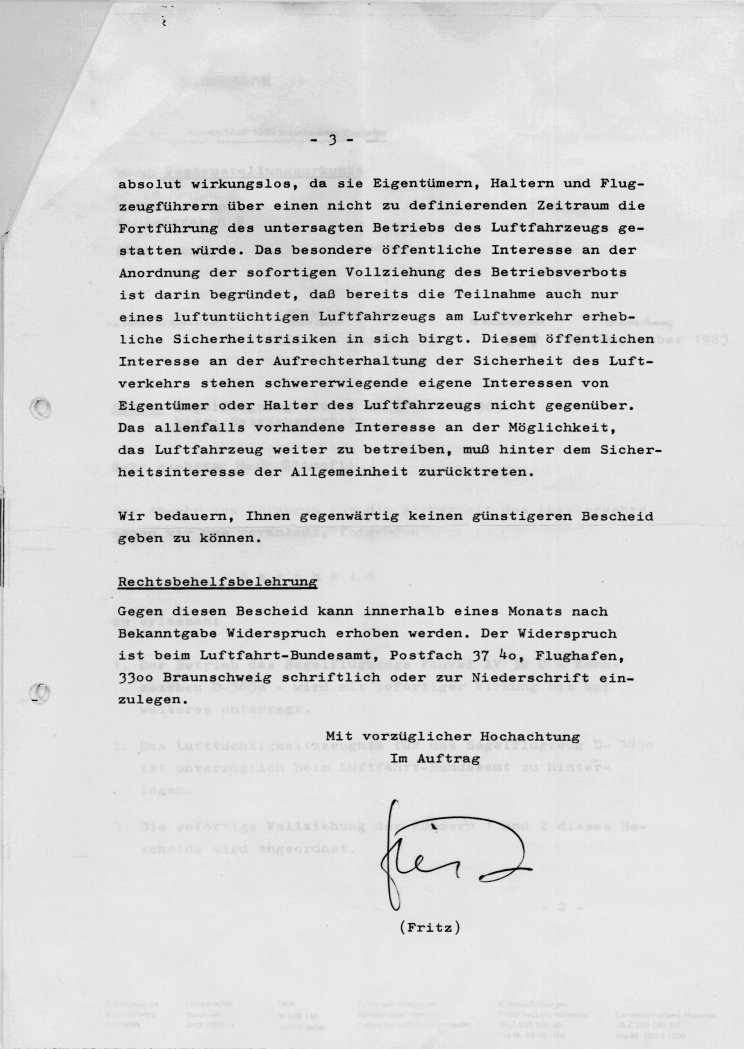 - 3 -
absolut wirkungslos, da sie Eigentümern, Haltern und Flug-
zeugführern über einen nicht zu definierenden Zeitraum die
Fortführung des untersagten Betriebs des Luftfahrzeugs ge-
statten würde. Das besondere öffentliche Interesse an der
Anordnung der sofortigen Vollziehung des Betriebsverbots
ist darin begründet, daß bereits die Teilnahme auch nur
eines luftuntüchtigen Luftfahrzeugs am Luftverkehr erheb-
liche Sicherheitsrisiken in sich birgt. Diesem öffentlichen
Interesse an der Aufrechterhaltung der Sicherheit des Luft-
verkehrs stehen schwererwiegende eigene Interessen von
Eigentümer oder Halter des Luftfahrzeugs nicht gegenüber.
Das allenfalls vorhandene Interesse an der Möglichkeit,
das Luftfahrzeug weiter zu betreiben, muß hinter dem Sicher-
heitsinteresse der Allgemeinheit zurücktreten.
Wir bedauern, Ihnen gegenwärtig keinen günstigeren Bescheid
geben zu können.
Rechtsbehelfsbelehrung
Gegen diesen Bescheid kann innerhalb eines Monats nach
Bekanntgabe Widerspruch erhoben werden. Der Widerspruch
ist beim Luftfahrt-Bundesamt, Postfach 37 4o, Flughafen,
33oo Braunschweig schriftlich oder zur Niederschrift ein-
zulegen.
Mit vorzüglicher Hochachtung
Im Auftrag
(Fritz)